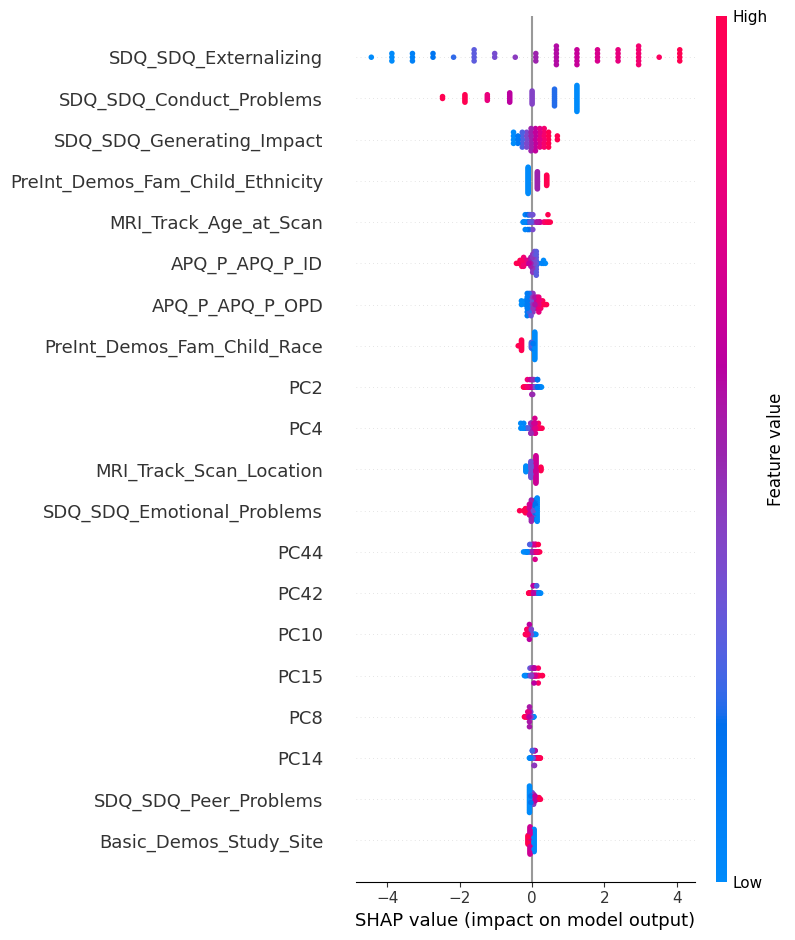 High
SDQ_SDQ_Externalizing
SDQ_SDQ_Conduct_Problems
SDQ_SDQ_Generating_Impact
PreInt_Demos_Fam_Child_Ethnicity
MRI_Track_Age_at_Scan
APQ_P_APQ_P_ID
APQ_P_APQ_P_OPD
PreInt_Demos_Fam_Child_Race
PC2
PC4
MRI_Track_Scan_Location
SDQ_SDQ_Emotional_Problems
PC44
PC42
PC10
PC15
PC8
PC14
SDQ_SDQ_Peer_Problems
Basic_Demos_Study_Site
Feature value
Low
−4 −2 0 2 4
SHAP value (impact on model output)